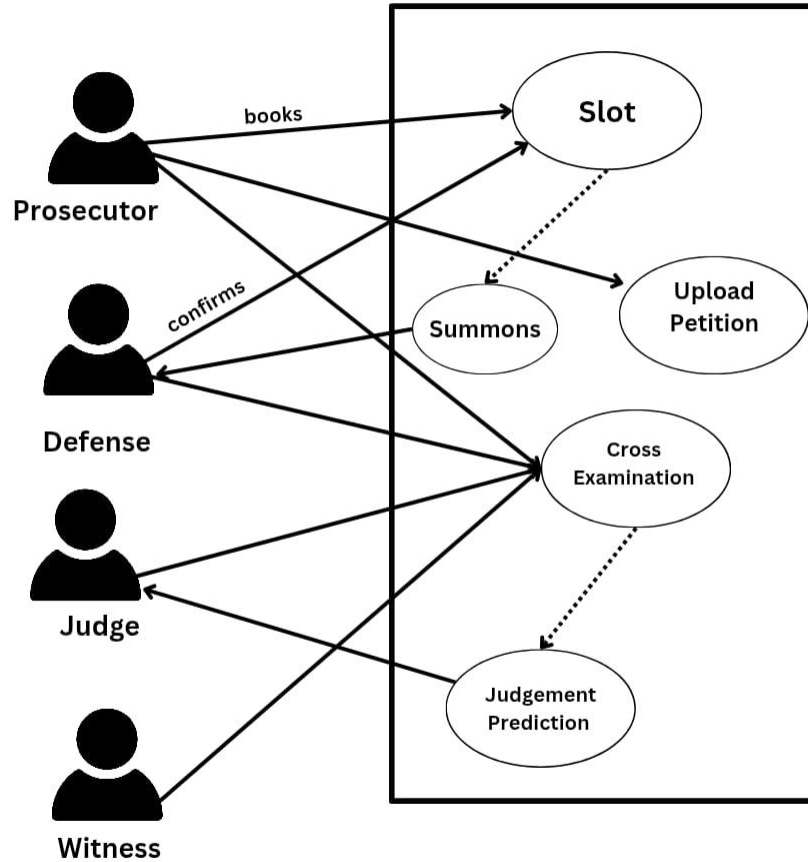 books
Slot
Prosecutor
confirms
Upload
Petition
Summons
Defense
Cross
Examination
Judge
Judgement
Prediction
Witness